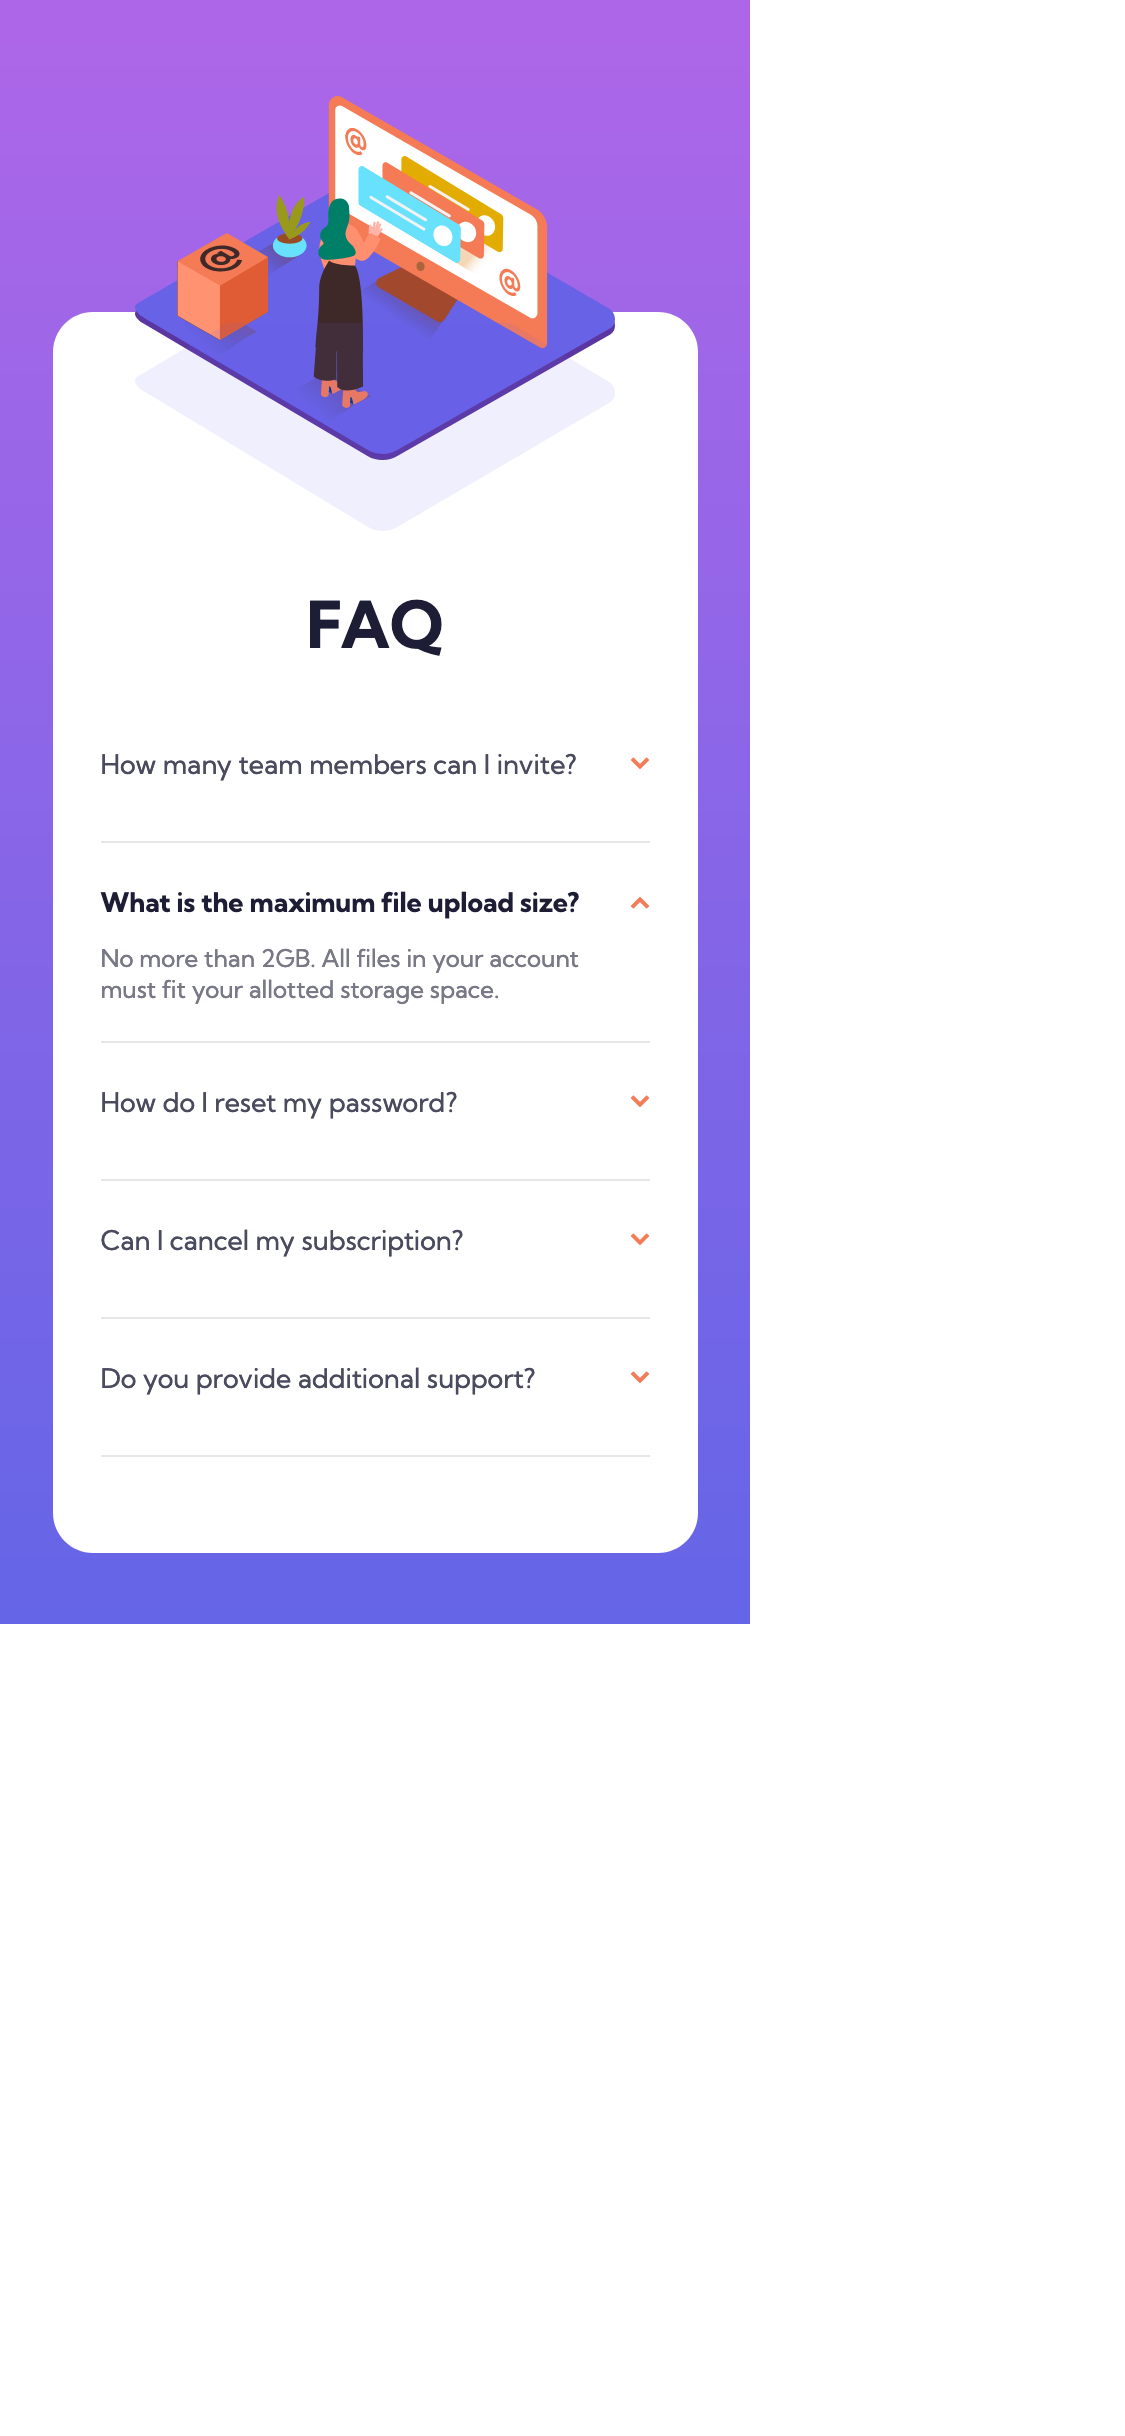 @
@
@
FAQ
How many team members can I invite?
What is the maximum file upload size?
No more than 2GB. All files in your account
must fit your allotted storage space.
How do I reset my password?
Can I cancel my subscription?
Do you provide additional support?